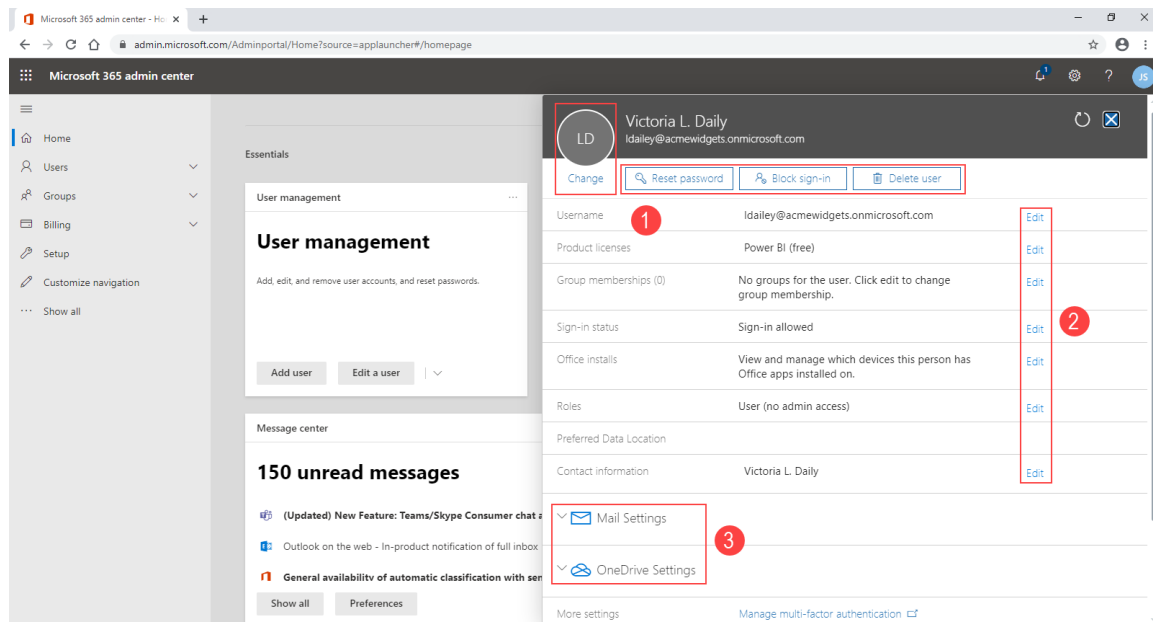 Microsoft 365 admin center - Ho
admin.microsoft.com/Adminportal/Home?source=applauncher#/homepage
Microsoft 365 admin center
1
JS
Home
Users
Groups
Billing
Setup
Customize navigation
Show all
Essentials
User management
User management
Add, edit, and remove user accounts, and reset passwords.
Add user
Edit a user
Message center
150 unread messages
(Updated) New Feature: Teams/Skype Consumer chat a
Outlook on the web - In-product notification of full inbox
General availability of automatic classification with sen
Show all
Preferences
LD
Victoria L. Daily
ldailey@acmewidgets.onmicrosoft.com
Change
Reset password
Block sign-in
Delete user
1
Username
ldailey@acmewidgets.onmicrosoft.com
Edit
Product licenses
Power BI (free)
Edit
Group memberships (0)
No groups for the user. Click edit to change
group membership.
Edit
2
Sign-in status
Sign-in allowed
Edit
Office installs
View and manage which devices this person has
Office apps installed on.
Edit
Roles
User (no admin access)
Edit
Preferred Data Location
Contact information
Victoria L. Daily
Edit
Mail Settings
3
OneDrive Settings
More settings
Manage multi-factor authentication